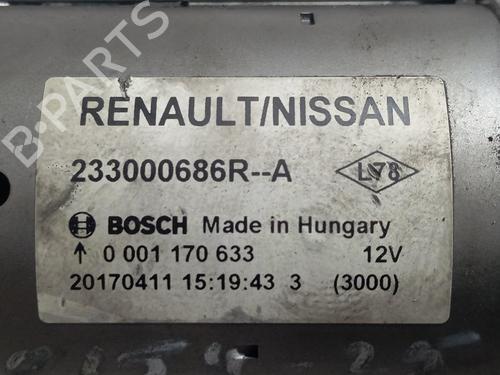 B-PARTS
RENAULT/NISSAN
233000686R--A
L78
BOSCH Made in Hungary
↑ 0 001 170 633 12V
20170411 15:19:43 3 (3000)